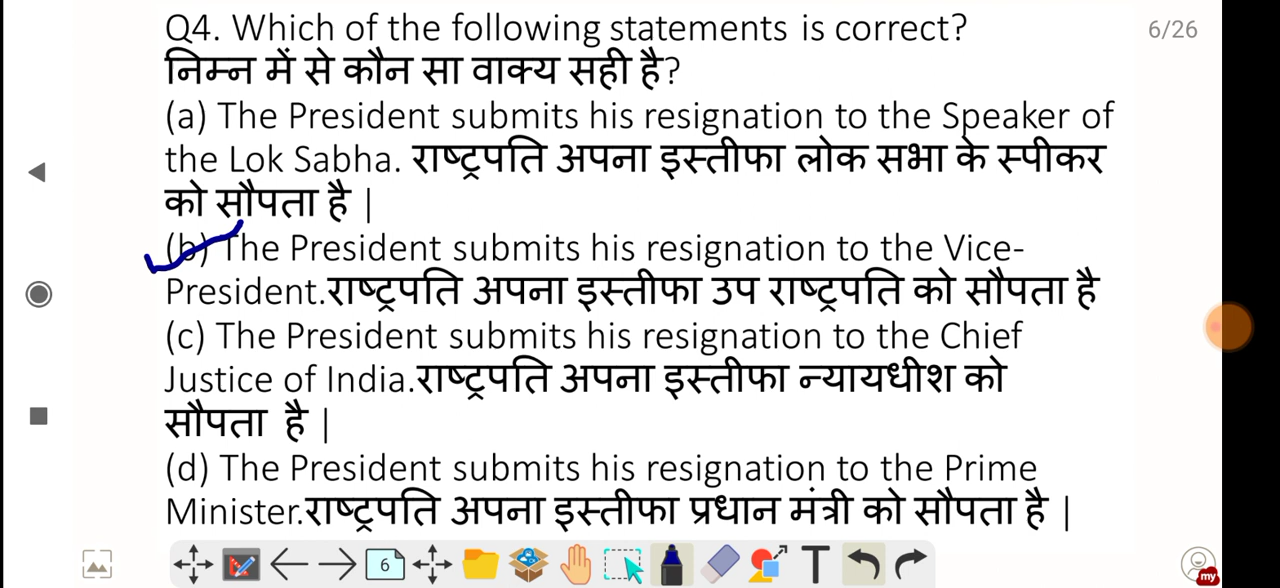 Q4. Which of the following statements is correct?
6/26
निम्न में से कौन सा वाक्य सही है?
(a) The President submits his resignation to the Speaker of
the Lok Sabha. राष्ट्रपति अपना इस्तीफा लोक सभा के स्पीकर
को सौपता है |
(b) The President submits his resignation to the Vice-
President.राष्ट्रपति अपना इस्तीफा उप राष्ट्रपति को सौपता है
(c) The President submits his resignation to the Chief
Justice of India.राष्ट्रपति अपना इस्तीफा न्यायधीश को
सौपता है |
(d) The President submits his resignation to the Prime
Minister.राष्ट्रपति अपना इस्तीफा प्रधान मंत्री को सौपता है |
6
T
my